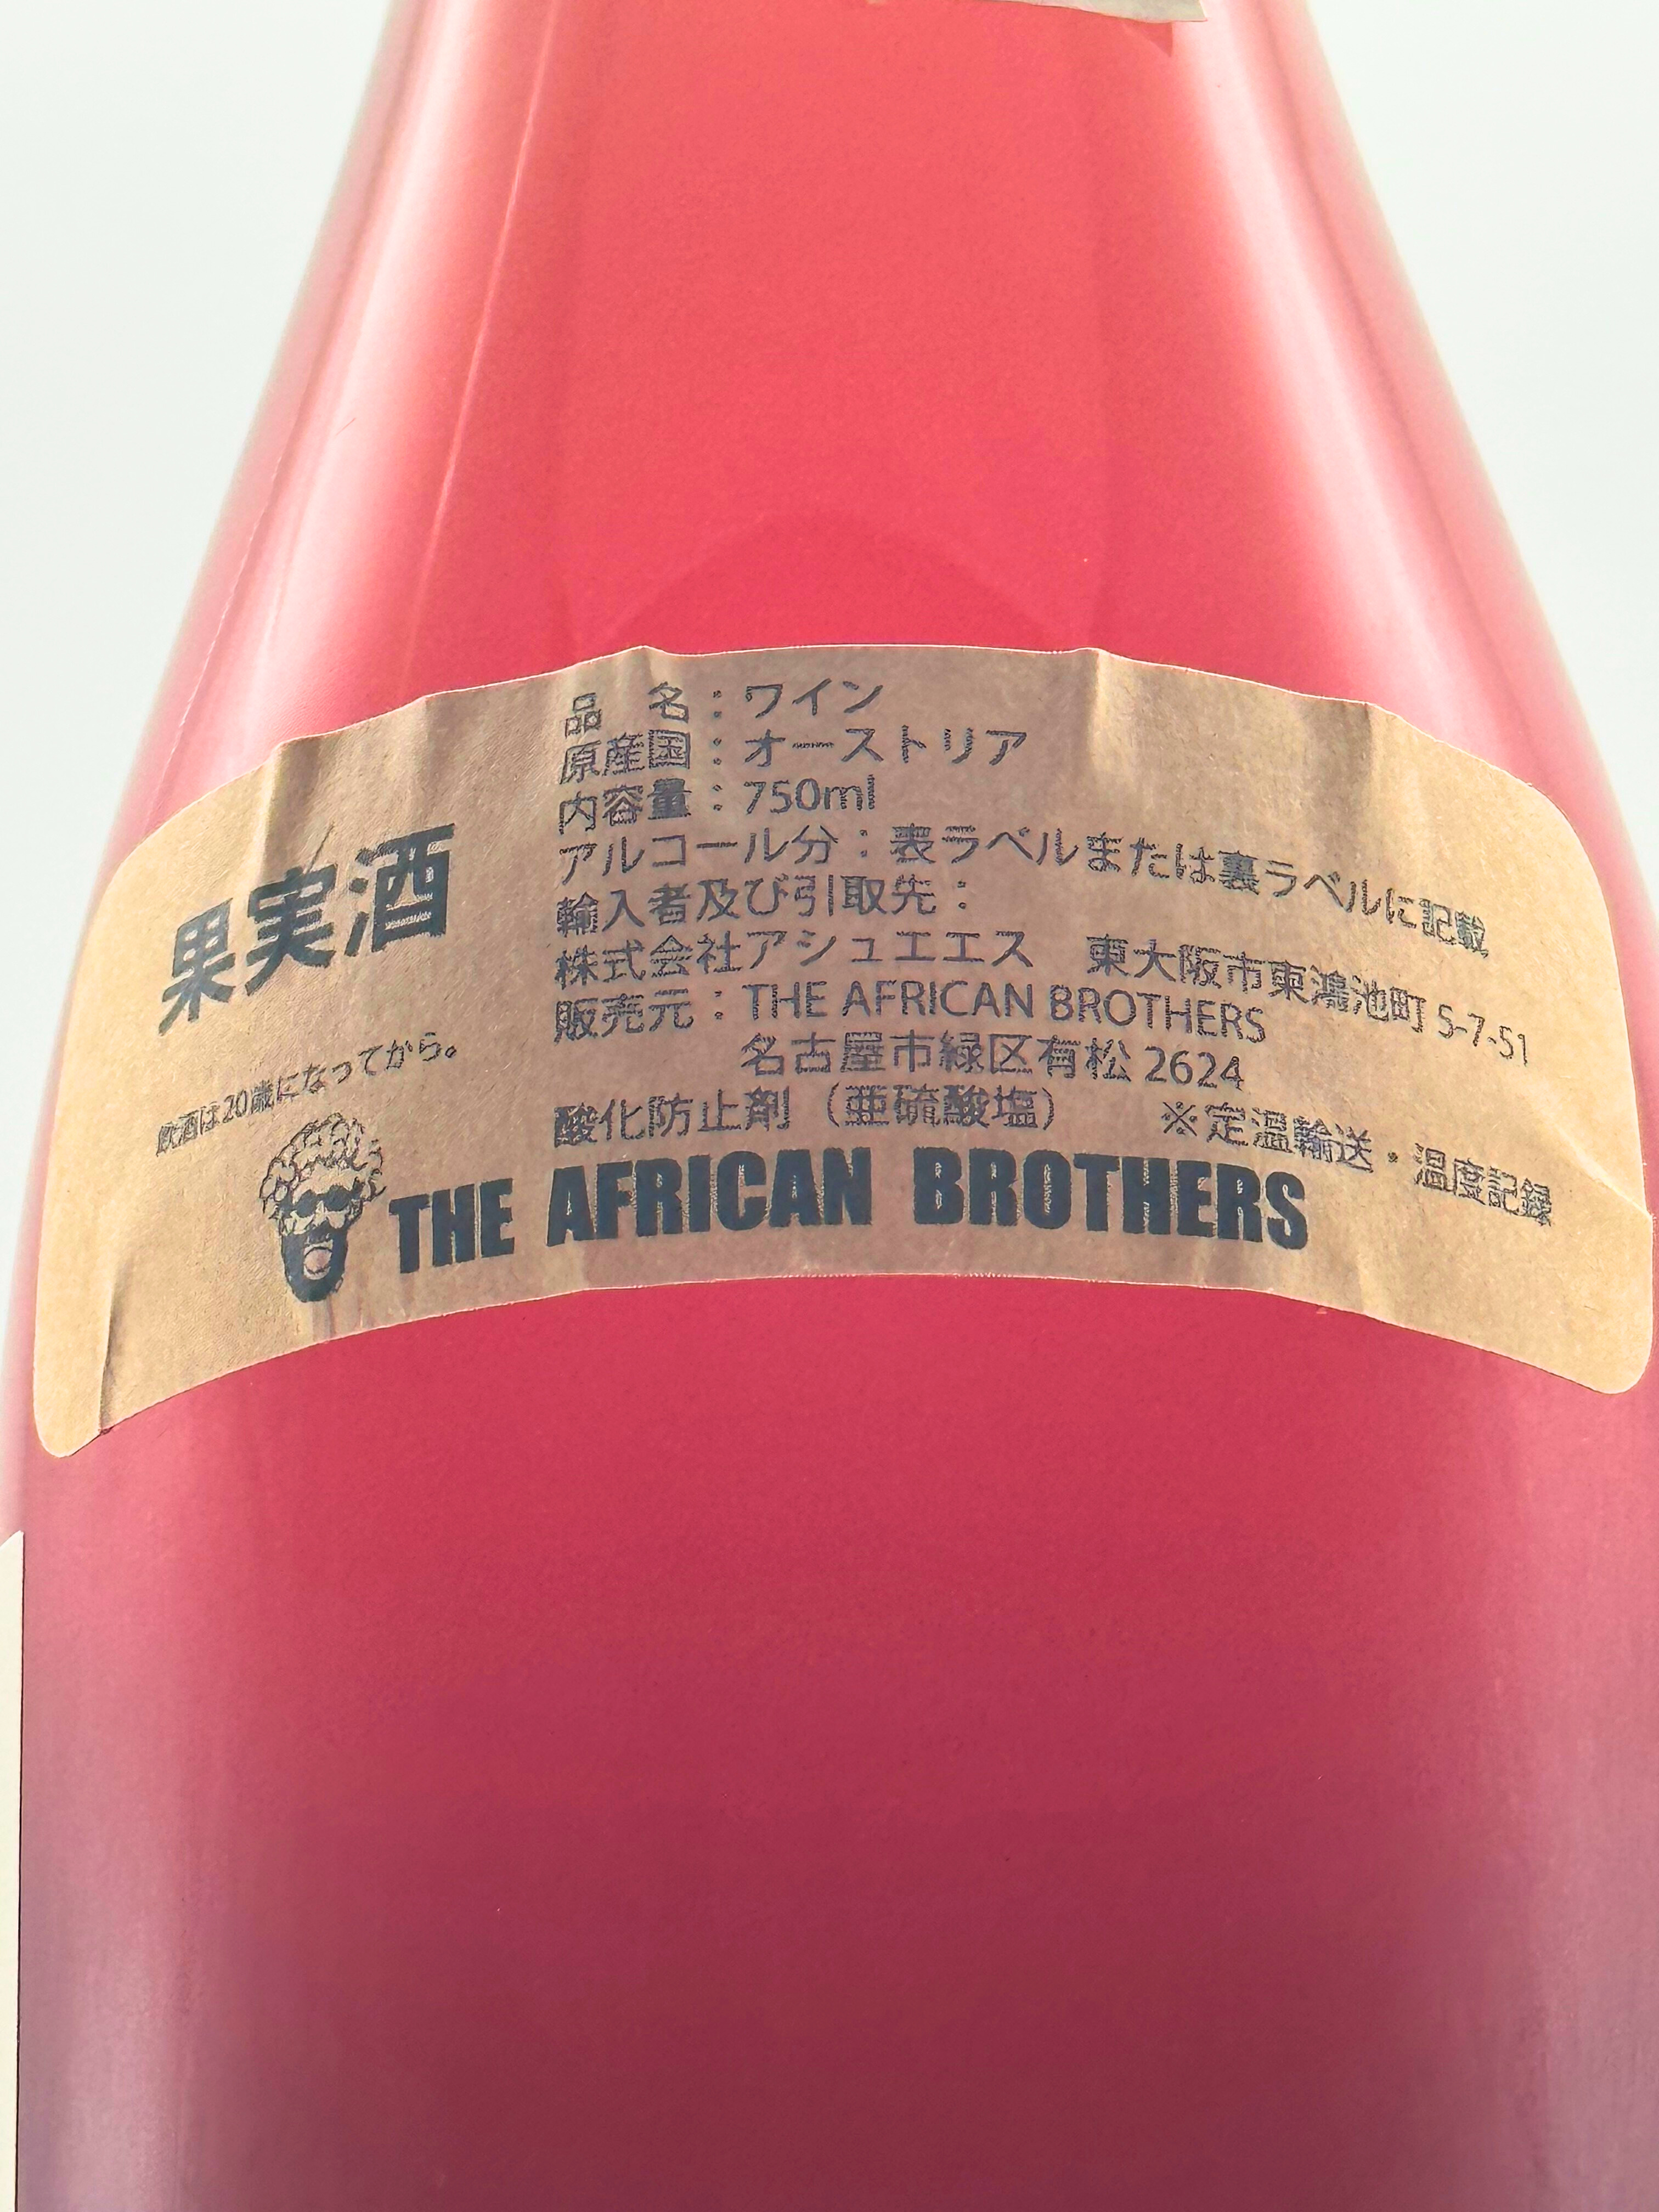 果実酒
飲酒は20歳になってから。
品　名：ワイン
原産国：オーストリア
内容量：750ml
アルコール分：表ラベルまたは裏ラベルに記載
輸入者及び引取先：
株式会社アシュエエス　東大阪市東鴻池町 5-7-51
販売元：THE AFRICAN BROTHERS
名古屋市緑区有松 2624
酸化防止剤（亜硫酸塩）　※定温輸送・温度記録
THE AFRICAN BROTHERS